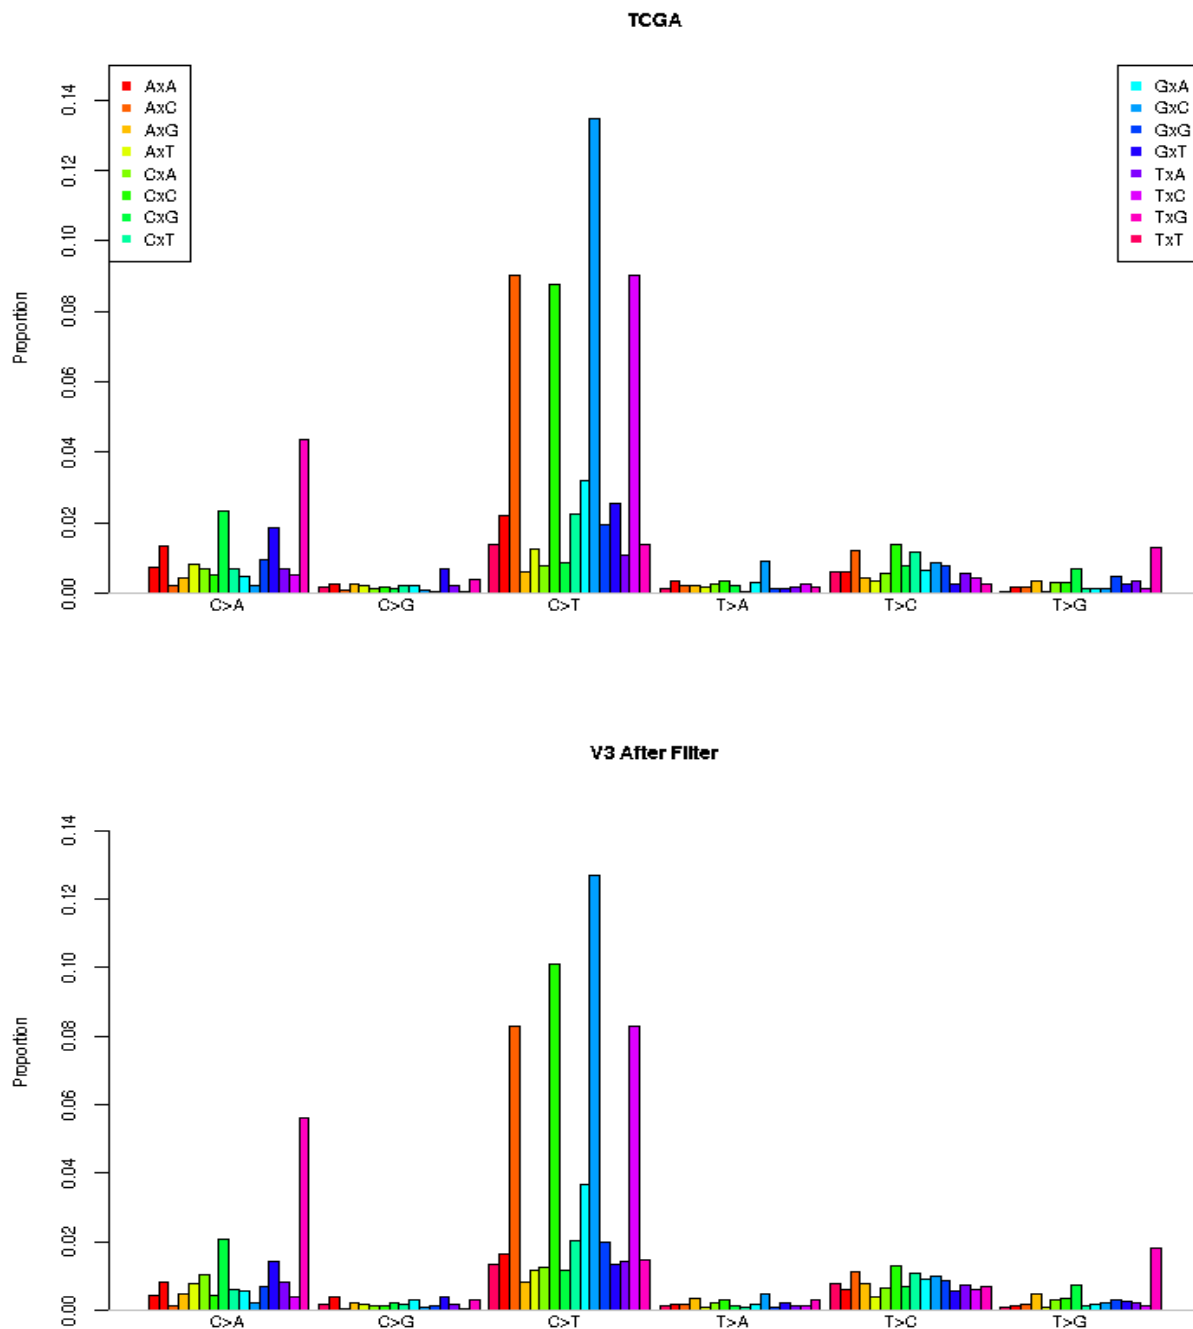 TCGA
AxA
AxC
AxG
AxT
CxA
CxC
CxG
CxT
GxA
GxC
GxG
GxT
TxA
TxC
TxG
TxT
Proportion
0.14
0.12
0.10
0.08
0.06
0.04
0.02
0.00
C>A C>G C>T T>A T>C T>G
V3 After Filter
Proportion
0.14
0.12
0.10
0.08
0.06
0.04
0.02
0.00
C>A C>G C>T T>A T>C T>G